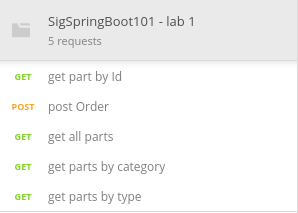 SigSpringBoot101 - lab 1
5 requests
GET get part by Id
POST post Order
GET get all parts
GET get parts by category
GET get parts by type